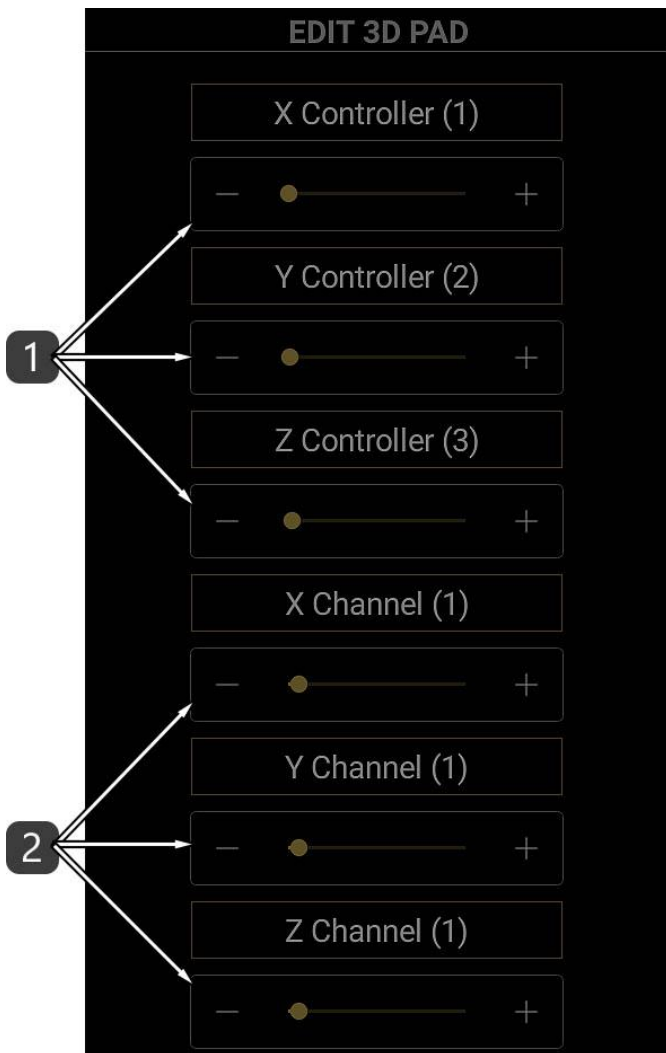 EDIT 3D PAD
X Controller (1)
Y Controller (2)
1
Z Controller (3)
X Channel (1)
Y Channel (1)
2
Z Channel (1)